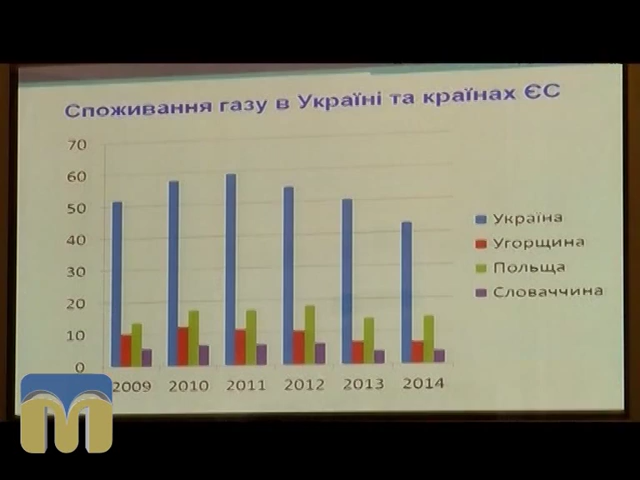 Споживання газу в Україні та країнах ЄС
70
60
50
40
30
20
10
0
2009 2010 2011 2012 2013 2014
Україна
Угорщина
Польща
Словаччина
M